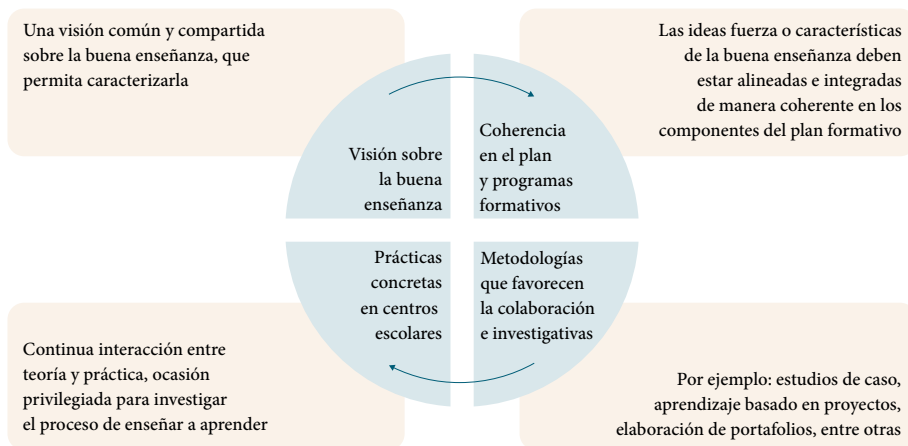 Una visión común y compartida
sobre la buena enseñanza, que
permita caracterizarla
Las ideas fuerza o características
de la buena enseñanza deben
estar alineadas e integradas
de manera coherente en los
componentes del plan formativo
Visión sobre
la buena
enseñanza
Coherencia
en el plan
y programas
formativos
Prácticas
concretas
en centros
escolares
Metodologías
que favorecen
la colaboración
e investigativas
Continua interacción entre
teoría y práctica, ocasión
privilegiada para investigar
el proceso de enseñar a aprender
Por ejemplo: estudios de caso,
aprendizaje basado en proyectos,
elaboración de portafolios, entre otras